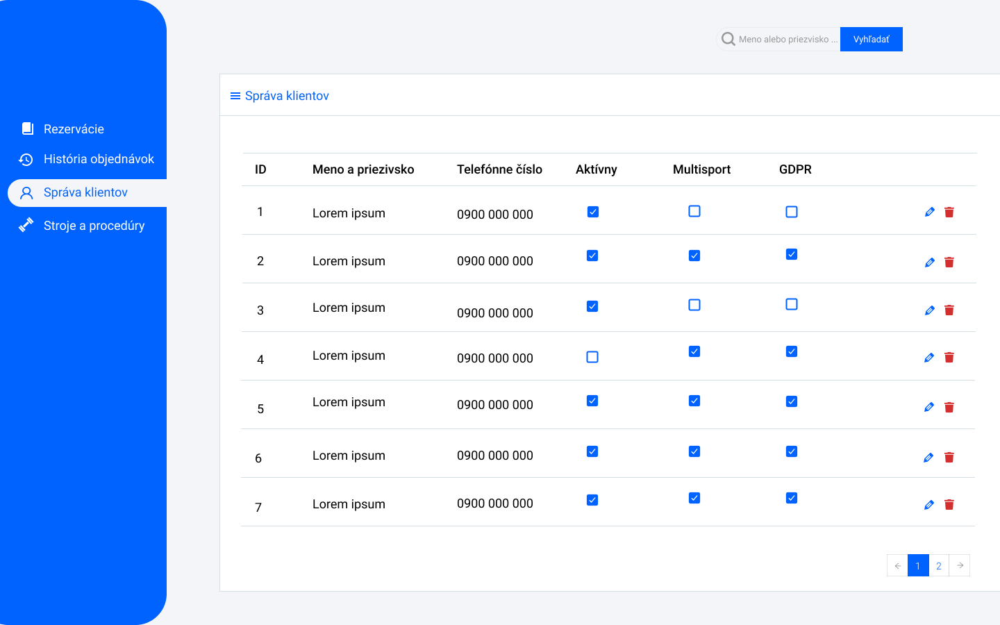 Meno alebo priezvisko ... Vyhľadať
Správa klientov
Rezervácie
História objednávok
Správa klientov
Stroje a procedúry
ID Meno a priezivsko Telefónne číslo Aktívny Multisport GDPR
1 Lorem ipsum 0900 000 000
2 Lorem ipsum 0900 000 000
3 Lorem ipsum 0900 000 000
4 Lorem ipsum 0900 000 000
5 Lorem ipsum 0900 000 000
6 Lorem ipsum 0900 000 000
7 Lorem ipsum 0900 000 000
1 2